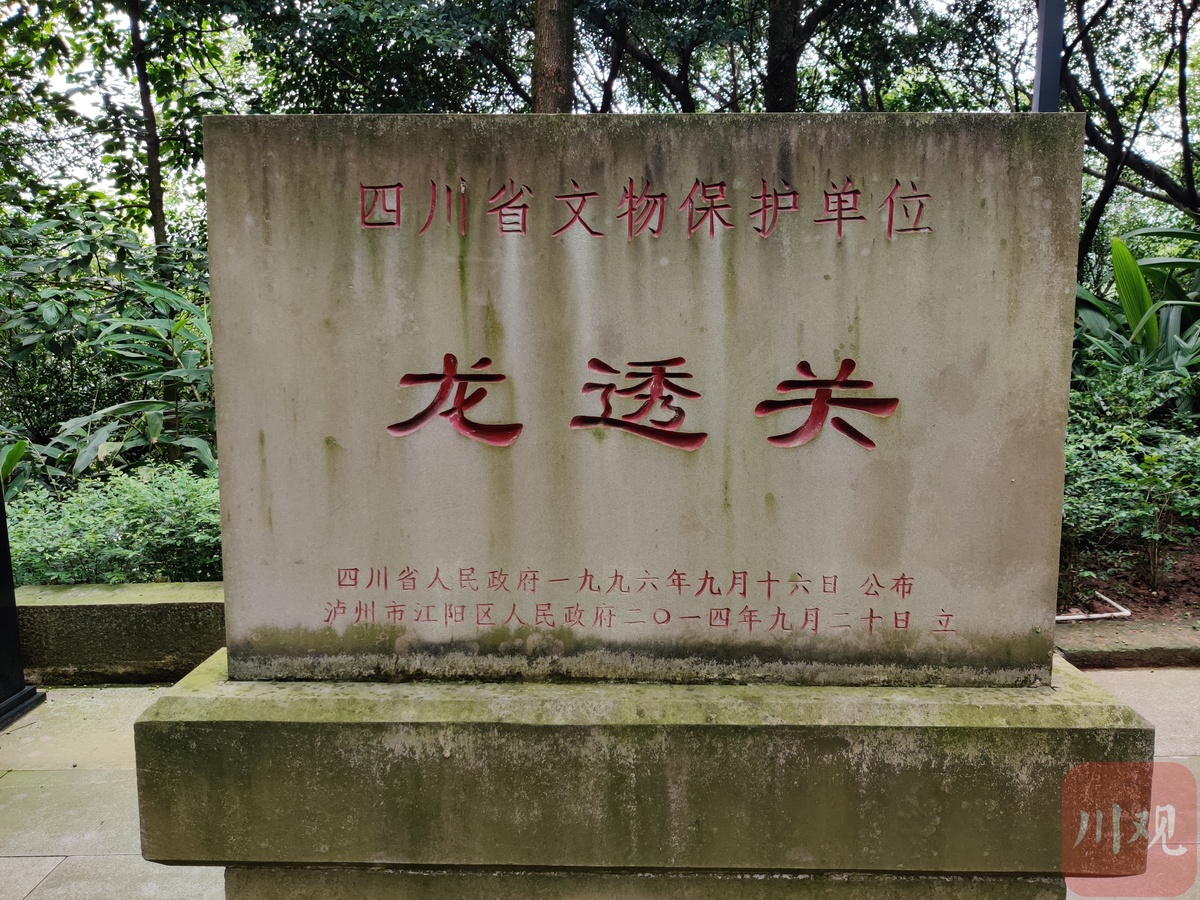 四川省文物保护单位
龙透关
四川省人民政府一九九六年九月十六日 公布
泸州市江阳区人民政府二〇一四年九月二十日 立
川观